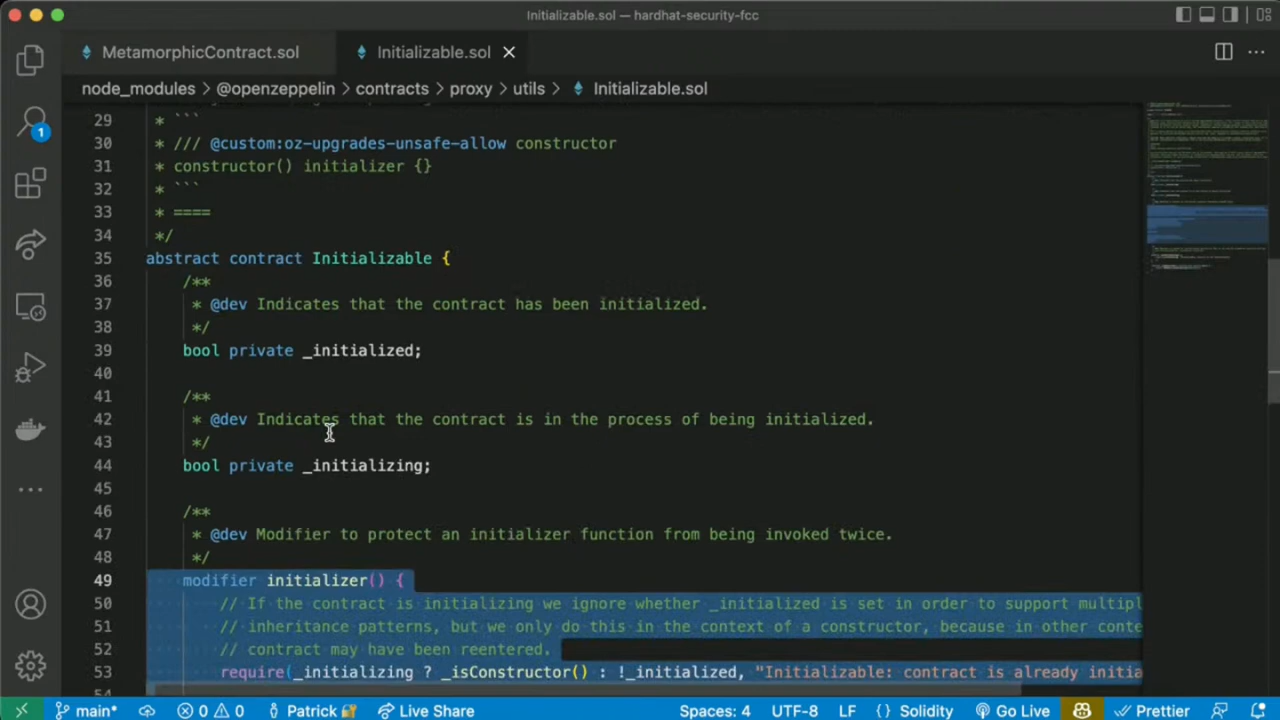 Initializable.sol — hardhat-security-fcc
MetamorphicContract.sol
Initializable.sol
node_modules > @openzeppelin > contracts > proxy > utils > Initializable.sol
1
29 * ```
30 * /// @custom:oz-upgrades-unsafe-allow constructor
31 * constructor() initializer {}
32 * ```
33 * ====
34 */
35 abstract contract Initializable {
36 /**
37 * @dev Indicates that the contract has been initialized.
38 */
39 bool private _initialized;
40
41 /**
42 * @dev Indicates that the contract is in the process of being initialized.
43 */
44 bool private _initializing;
45
46 /**
47 * @dev Modifier to protect an initializer function from being invoked twice.
48 */
49 modifier initializer() {
50 // If the contract is initializing we ignore whether _initialized is set in order to support multipl
51 // inheritance patterns, but we only do this in the context of a constructor, because in other conte
52 // contract may have been reentered.
53 require(_initializing ? _isConstructor() : !_initialized, "Initializable: contract is already initia
54
main* 0 0 Patrick Live Share Spaces: 4 UTF-8 LF {} Solidity Go Live Prettier